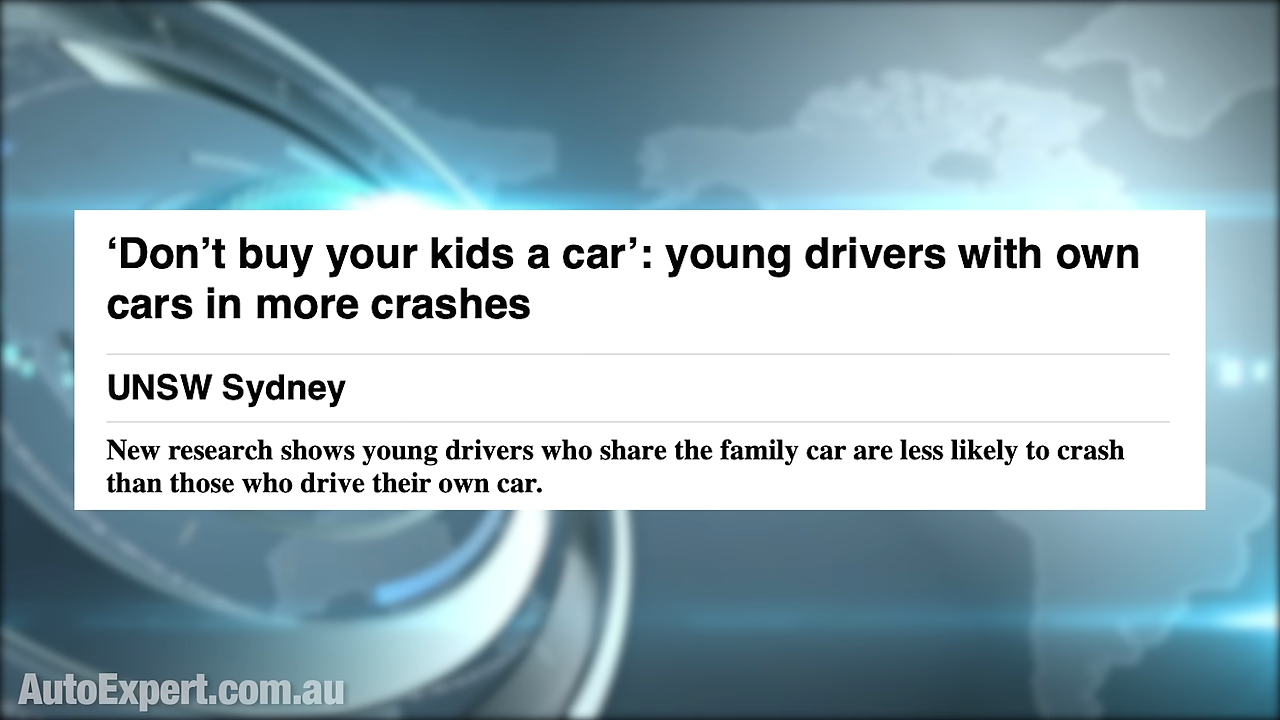 ‘Don’t buy your kids a car’: young drivers with own
cars in more crashes
UNSW Sydney
New research shows young drivers who share the family car are less likely to crash
than those who drive their own car.
AutoExpert.com.au